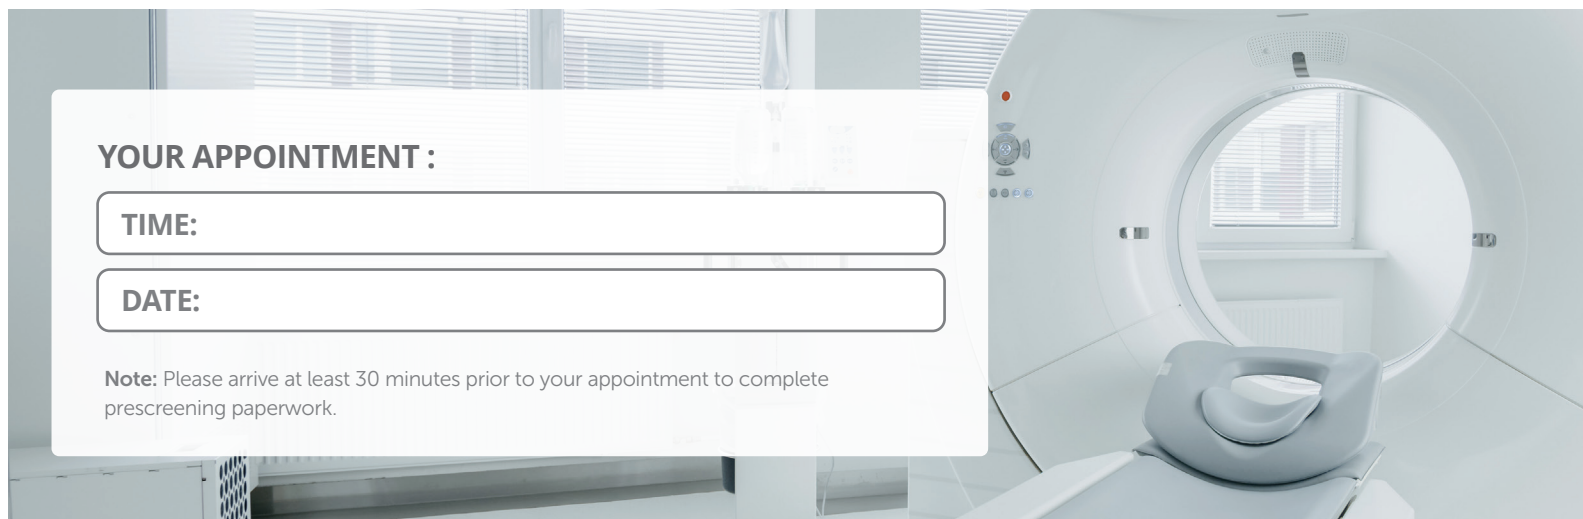 YOUR APPOINTMENT :
TIME:
DATE:
Note: Please arrive at least 30 minutes prior to your appointment to complete
prescreening paperwork.